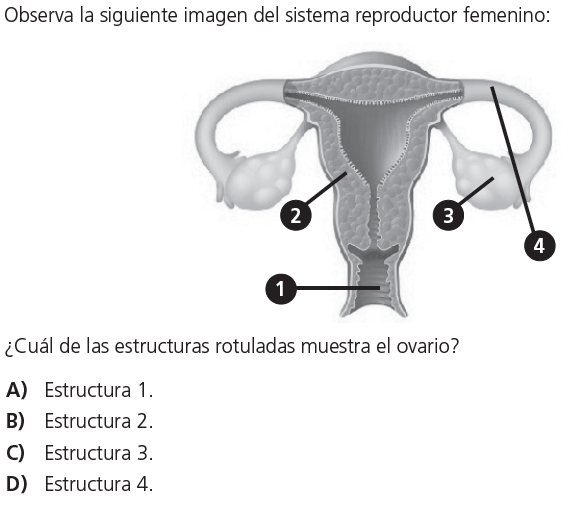 Observa la siguiente imagen del sistema reproductor femenino:
2
3
4
1
¿Cuál de las estructuras rotuladas muestra el ovario?
A) Estructura 1.
B) Estructura 2.
C) Estructura 3.
D) Estructura 4.